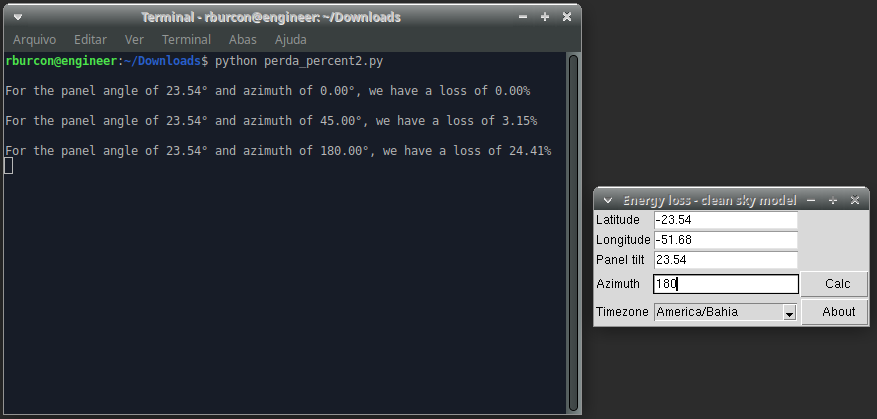 Terminal - rburcon@engineer: ~/Downloads
Arquivo Editar Ver Terminal Abas Ajuda
rburcon@engineer:~/Downloads$ python perda_percent2.py
For the panel angle of 23.54° and azimuth of 0.00°, we have a loss of 0.00%
For the panel angle of 23.54° and azimuth of 45.00°, we have a loss of 3.15%
For the panel angle of 23.54° and azimuth of 180.00°, we have a loss of 24.41%
Energy loss - clean sky model
Latitude -23.54
Longitude -51.68
Panel tilt 23.54
Azimuth 180 Calc
Timezone America/Bahia About